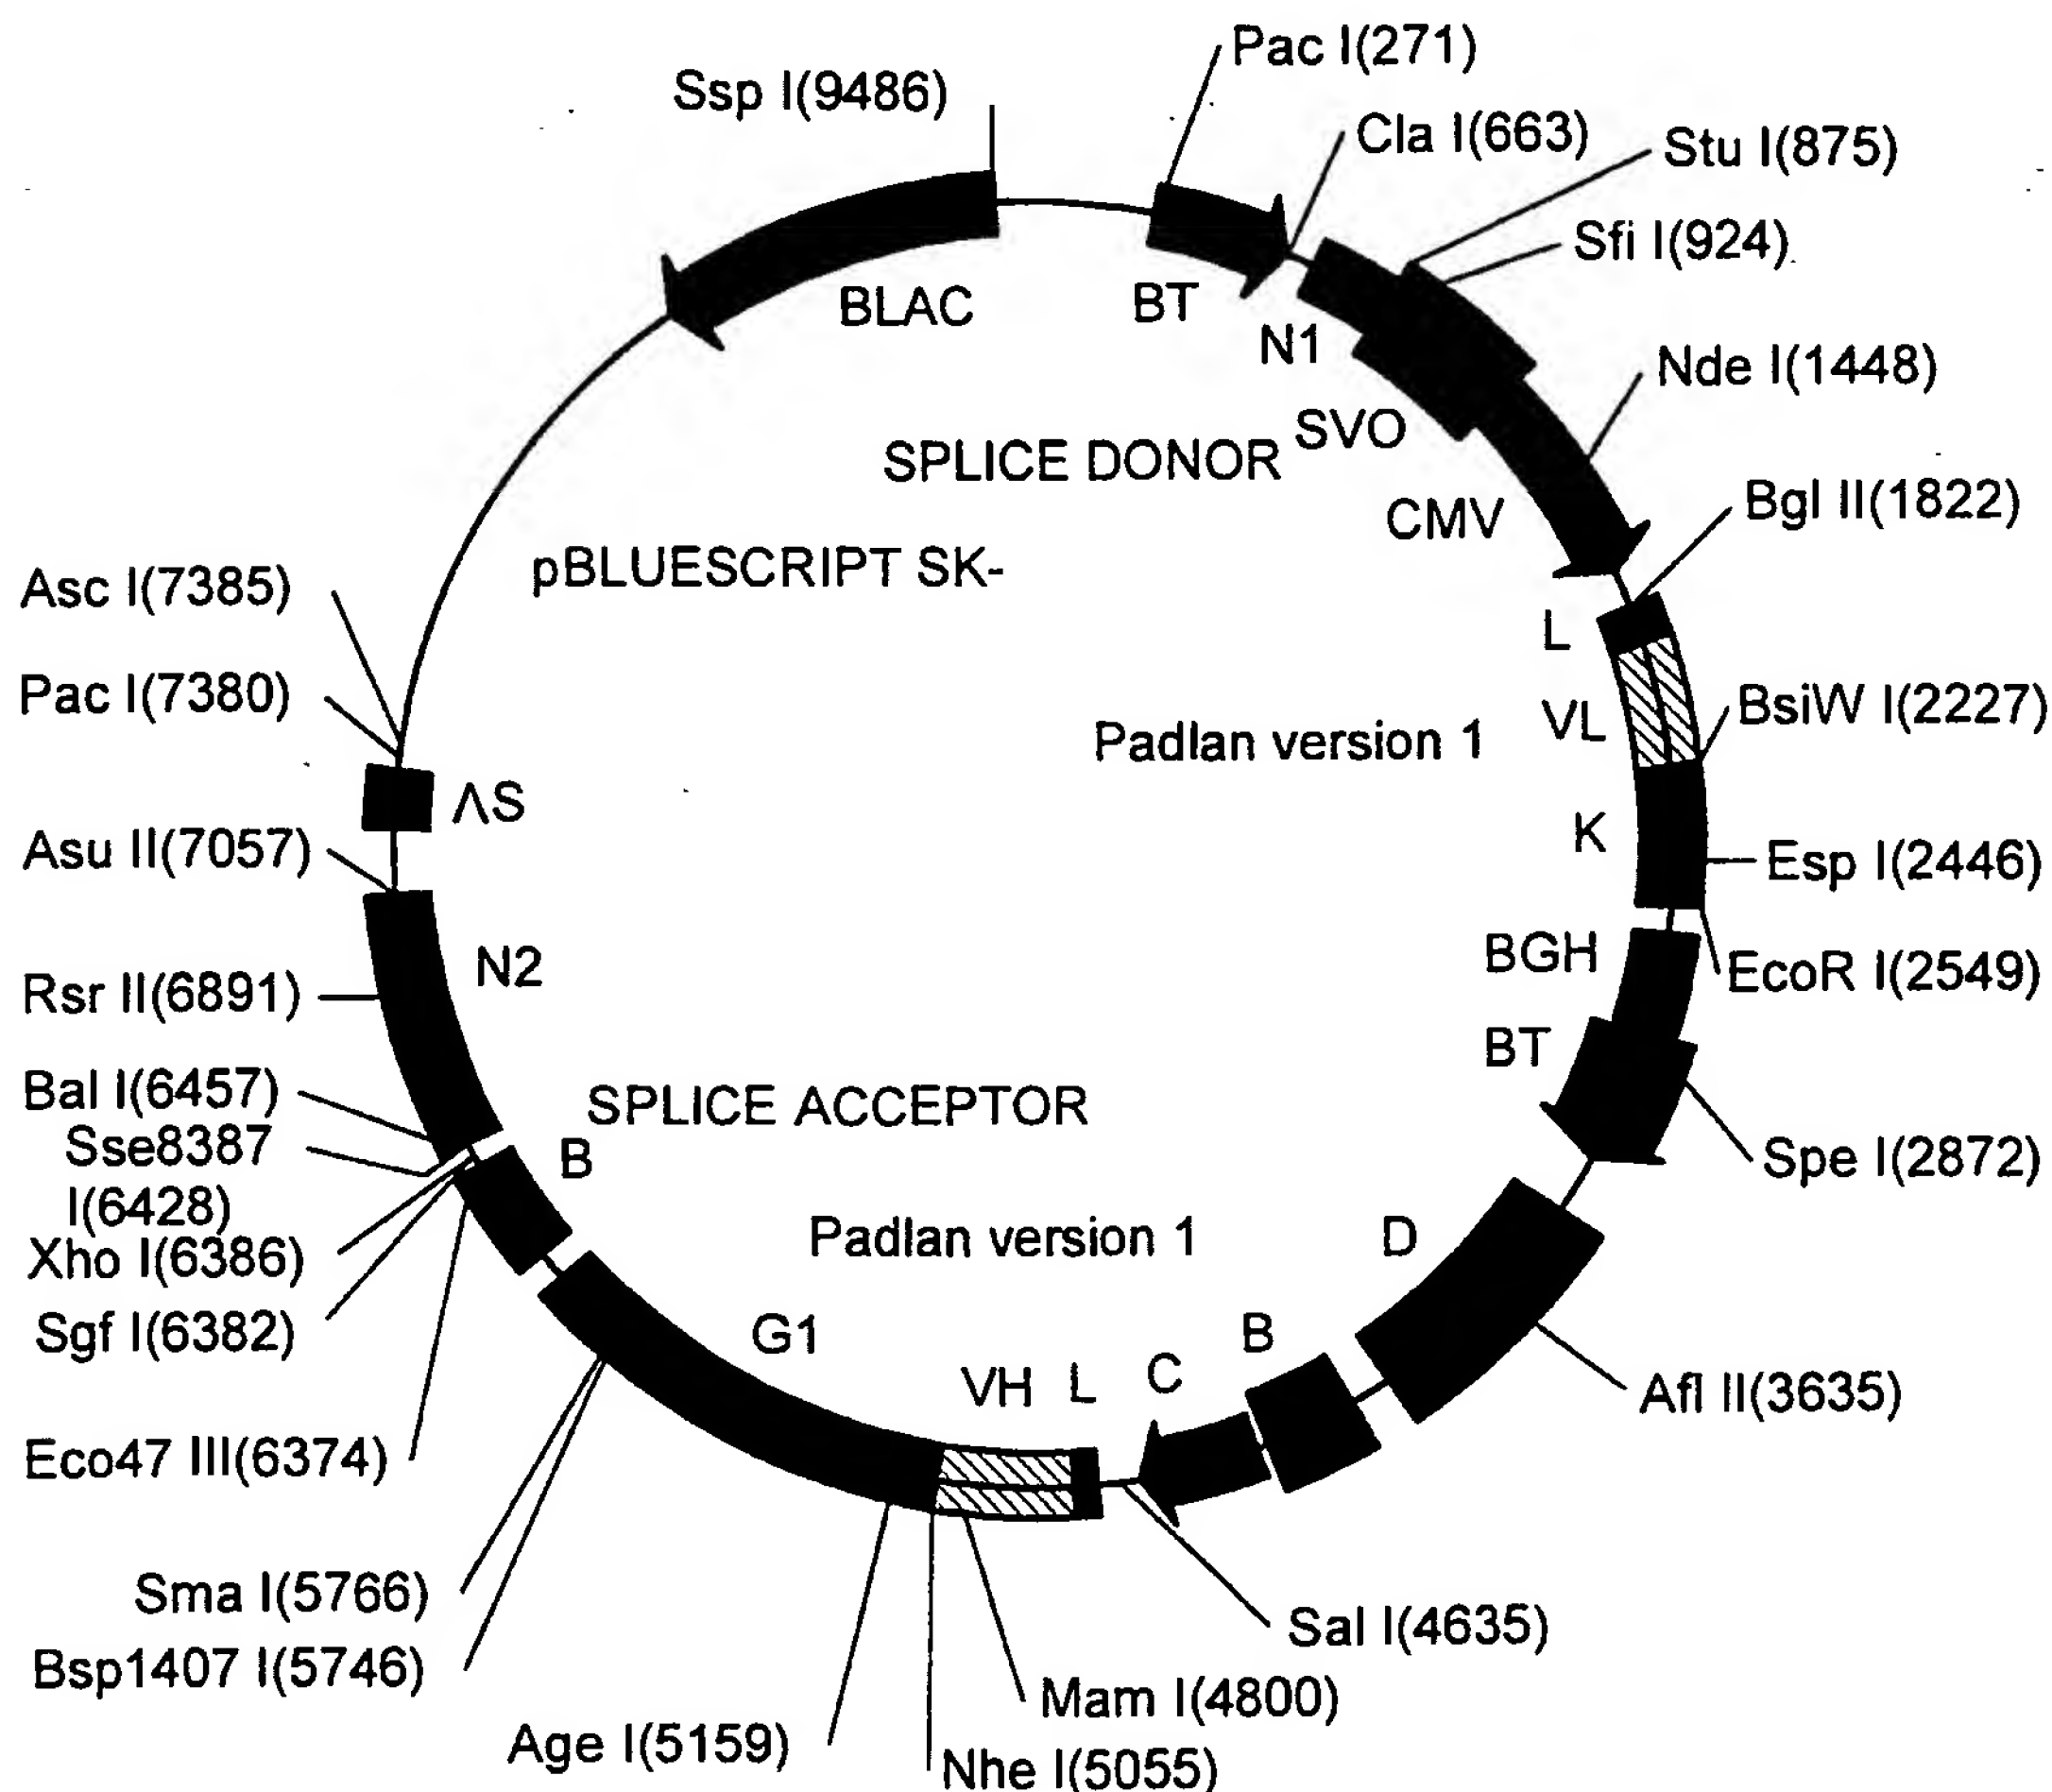 Pac I(271)
Ssp I(9486)
Cla I(663)
Stu I(875)
Sfi I(924)
BLAC
BT
N1
Nde I(1448)
SVO
SPLICE DONOR
CMV
Bgl II(1822)
pBLUESCRIPT SK-
Asc I(7385)
L
Pac I(7380)
VL
BsiW I(2227)
Padlan version 1
ΛS
K
Asu II(7057)
Esp I(2446)
BGH
N2
EcoR I(2549)
Rsr II(6891)
BT
Bal I(6457)
SPLICE ACCEPTOR
Sse8387
I(6428)
B
Spe I(2872)
Xho I(6386)
Padlan version 1
D
Sgf I(6382)
G1
B
C
VH
L
Afl II(3635)
Eco47 III(6374)
Sma I(5766)
Sal I(4635)
Bsp1407 I(5746)
Mam I(4800)
Age I(5159)
Nhe I(5055)